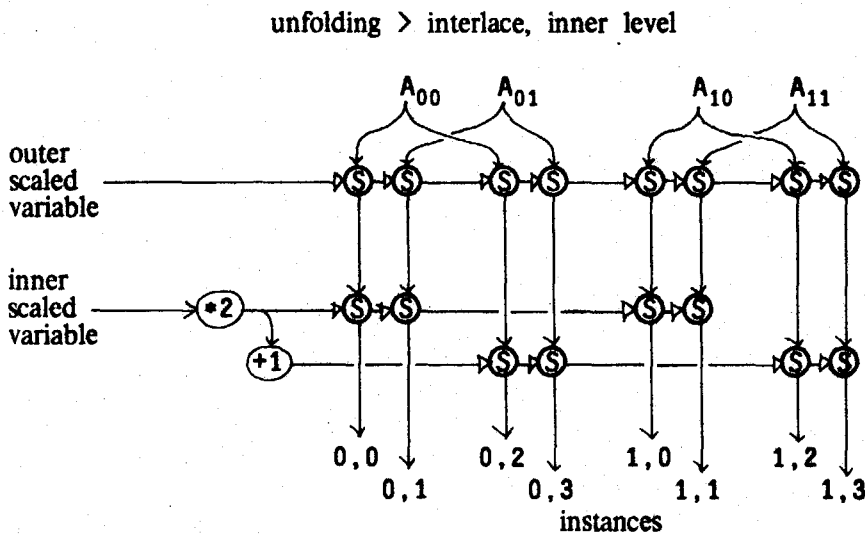 unfolding > interlace, inner level
A00 A01 A10 A11
outer
scaled
variable
S S S S S S S S
inner
scaled
variable
*2 S S S S
+1 S S S S
0,0 0,2 1,0 1,2
0,1 0,3 1,1 1,3
instances